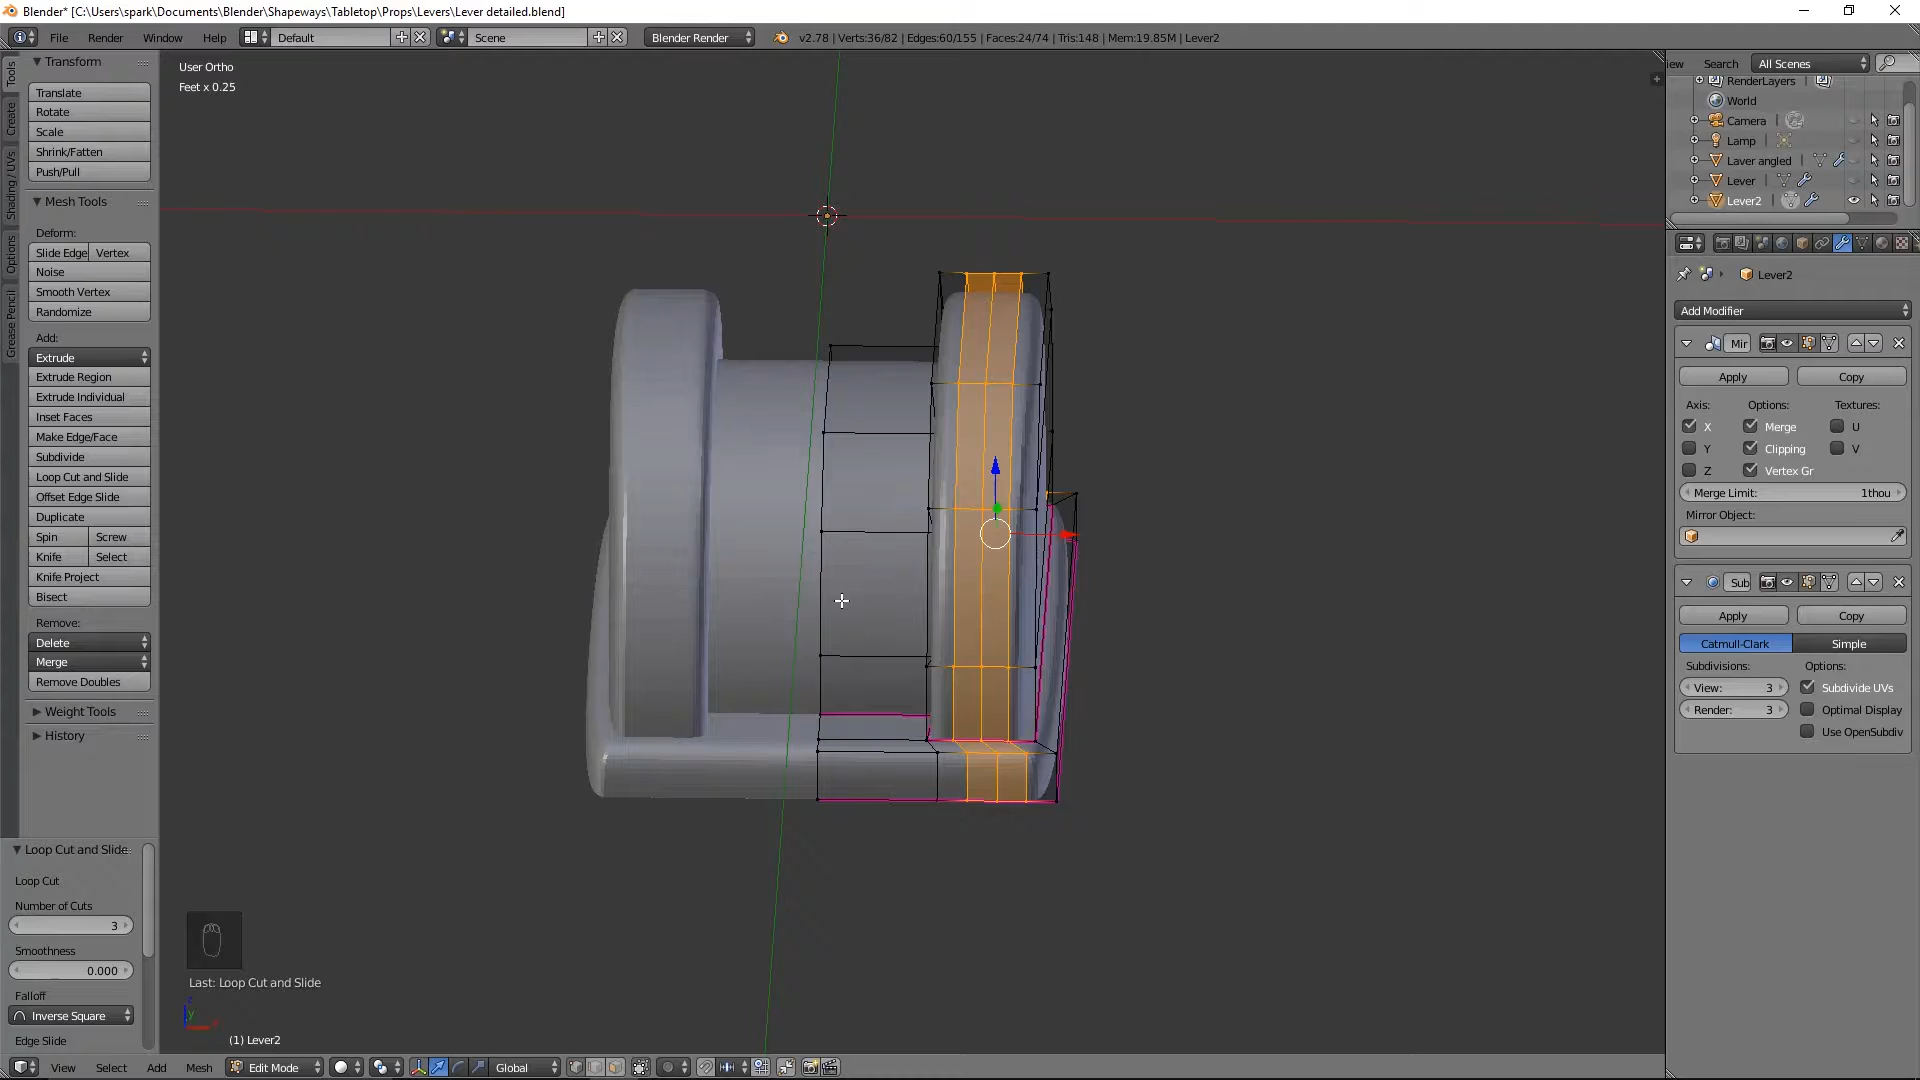 Blender* [C:\Users\spark\Documents\Blender\Shapeways\Tabletop\Props\Levers\Lever detailed.blend]
File Render Window Help Default Scene Blender Render v2.78 | Verts:36/82 | Edges:60/155 | Faces:24/74 | Tris:148 | Mem:19.85M | Lever2
Tools
Create
Shading / UVs
Options
Grease Pencil
Transform
Translate
Rotate
Scale
Shrink/Fatten
Push/Pull
Mesh Tools
Deform:
Slide Edge Vertex
Noise
Smooth Vertex
Randomize
Add:
Extrude
Extrude Region
Extrude Individual
Inset Faces
Make Edge/Face
Subdivide
Loop Cut and Slide
Offset Edge Slide
Duplicate
Spin Screw
Knife Select
Knife Project
Bisect
Remove:
Delete
Merge
Remove Doubles
Weight Tools
History
Loop Cut and Slide
Loop Cut
Number of Cuts
3
Smoothness
0.000
Falloff
Inverse Square
Edge Slide
User Ortho
Feet x 0.25
Last: Loop Cut and Slide
z
y
(1) Lever2
View Select Add Mesh Edit Mode Global
iew Search All Scenes
RenderLayers
World
Camera
Lamp
Laver angled
Lever
Lever2
Lever2
Add Modifier
Mir
Apply Copy
Axis: Options: Textures:
X Merge U
Y Clipping V
Z Vertex Gr
Merge Limit: 1thou
Mirror Object:
Sub
Apply Copy
Catmull-Clark Simple
Subdivisions: Options:
View: 3 Subdivide UVs
Render: 3 Optimal Display
Use OpenSubdiv